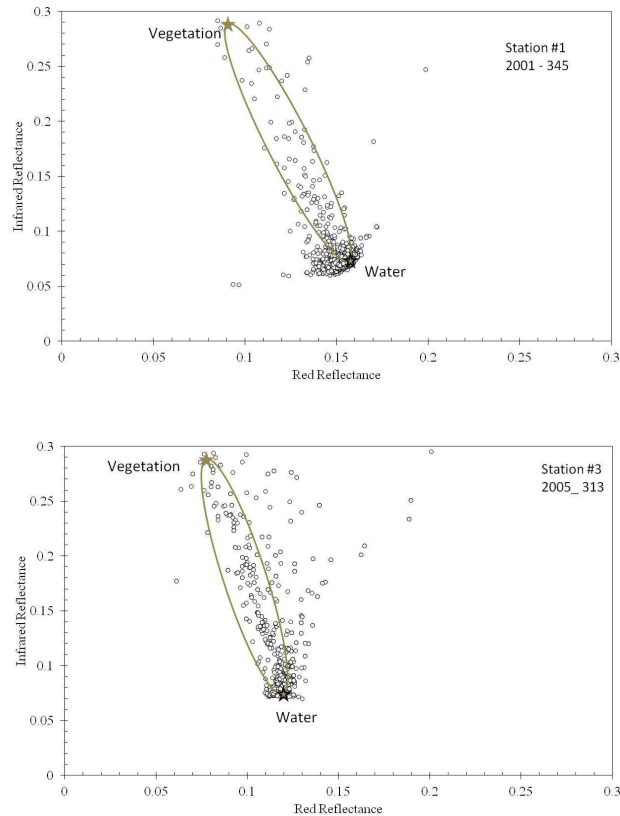 0.3
Vegetation
Station #1
2001 - 345
0.25
0.2
Infrared Reflectance
0.15
0.1
Water
0.05
0
0 0.05 0.1 0.15 0.2 0.25 0.3
Red Reflectance
0.3
Vegetation
Station #3
2005_ 313
0.25
0.2
Infrared Reflectance
0.15
0.1
0.05
Water
0
0 0.05 0.1 0.15 0.2 0.25 0.3
Red Reflectance